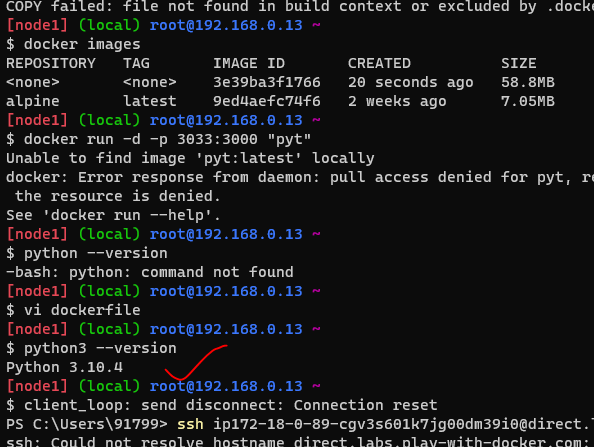 COPY failed: file not found in build context or excluded by .docke
[node1] (local) root@192.168.0.13 ~
$ docker images
REPOSITORY   TAG       IMAGE ID       CREATED          SIZE
<none>       <none>    3e39ba3f1766   20 seconds ago   58.8MB
alpine       latest    9ed4aefc74f6   2 weeks ago      7.05MB
[node1] (local) root@192.168.0.13 ~
$ docker run -d -p 3033:3000 "pyt"
Unable to find image 'pyt:latest' locally
docker: Error response from daemon: pull access denied for pyt, re
 the resource is denied.
See 'docker run --help'.
[node1] (local) root@192.168.0.13 ~
$ python --version
-bash: python: command not found
[node1] (local) root@192.168.0.13 ~
$ vi dockerfile
[node1] (local) root@192.168.0.13 ~
$ python3 --version
Python 3.10.4
[node1] (local) root@192.168.0.13 ~
$ client_loop: send disconnect: Connection reset
PS C:\Users\91799> ssh ip172-18-0-89-cgv3s601k7jg00dm39i0@direct.l
ssh: Could not resolve hostname direct.labs.play-with-docker.com: